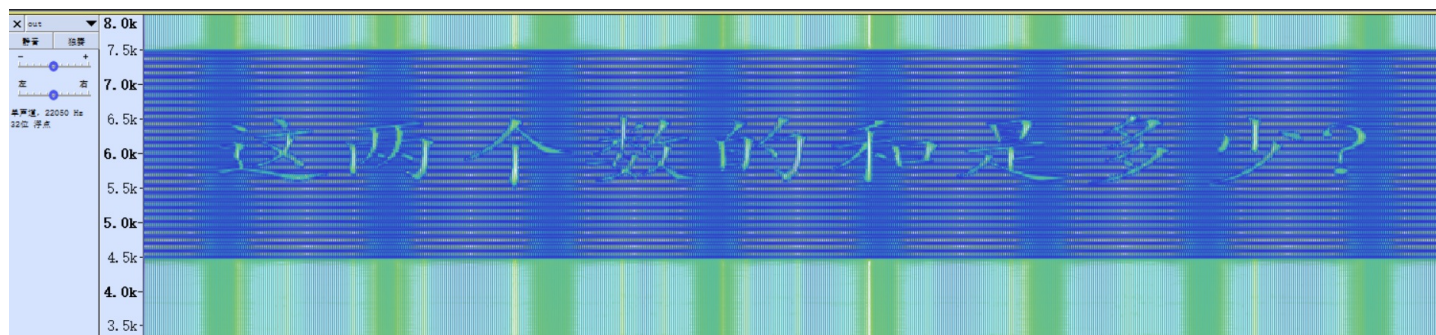 × out ▼ 8.0k
静音 独奏
7.5k
- +
7.0k
左 右
单声道, 22050 Hz
32位 浮点
6.5k
这两个数的和是多少?
6.0k
5.5k
5.0k
4.5k
4.0k
3.5k